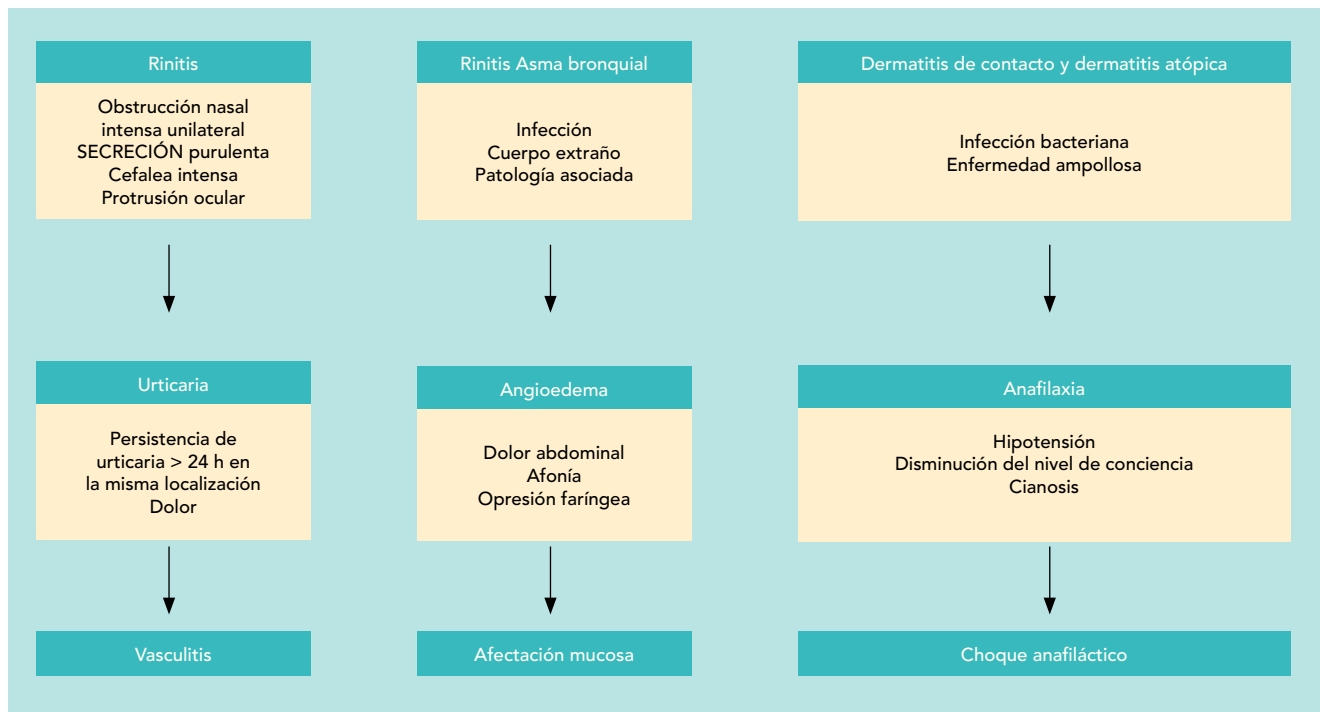 Rinitis
Obstrucción nasal
intensa unilateral
SECRECIÓN purulenta
Cefalea intensa
Protrusión ocular
Rinitis Asma bronquial
Infección
Cuerpo extraño
Patología asociada
Dermatitis de contacto y dermatitis atópica
Infección bacteriana
Enfermedad ampollosa
Urticaria
Persistencia de
urticaria > 24 h en
la misma localización
Dolor
Angioedema
Dolor abdominal
Afonía
Opresión faríngea
Anafilaxia
Hipotensión
Disminución del nivel de conciencia
Cianosis
Vasculitis
Afectación mucosa
Choque anafiláctico